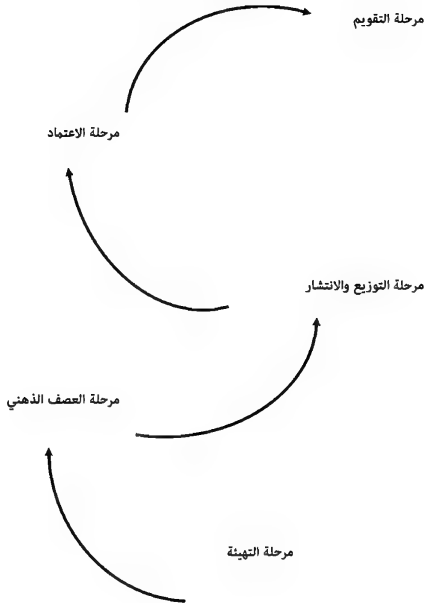 مرحلة التقويم
مرحلة الاعتماد
مرحلة التوزيع والانتشار
مرحلة العصف الذهني
مرحلة التهيئة